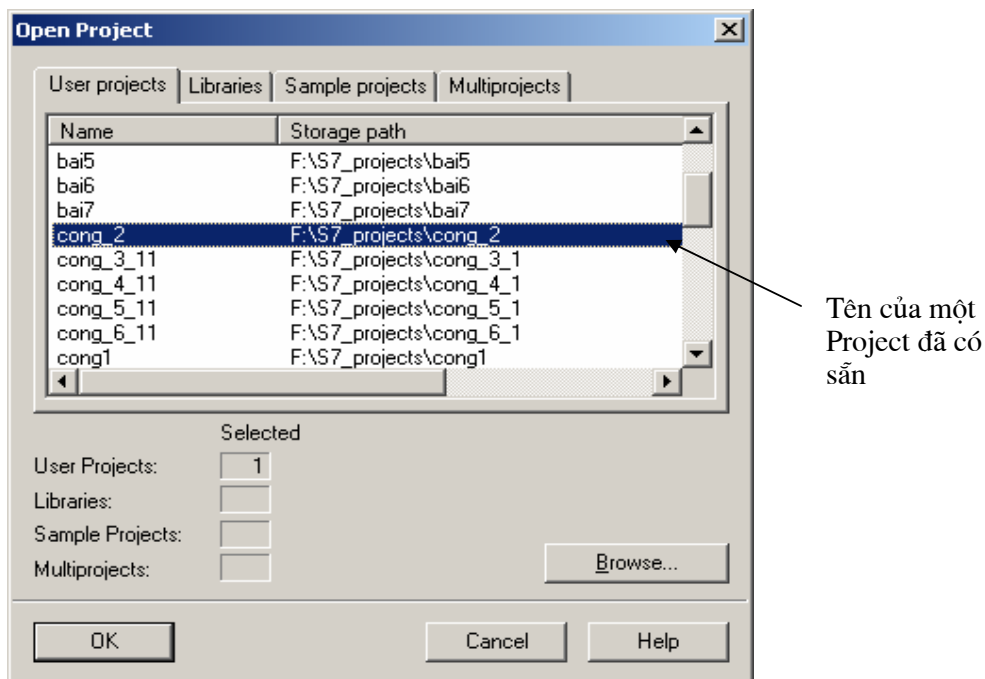 Open Project
User projects Libraries Sample projects Multiprojects
Name Storage path
bai5 F:\S7_projects\bai5
bai6 F:\S7_projects\bai6
bai7 F:\S7_projects\bai7
cong_2 F:\S7_projects\cong_2
cong_3_11 F:\S7_projects\cong_3_1
cong_4_11 F:\S7_projects\cong_4_1
cong_5_11 F:\S7_projects\cong_5_1
cong_6_11 F:\S7_projects\cong_6_1
cong1 F:\S7_projects\cong1
Tên của một
Project đã có
sẵn
Selected
User Projects: 1
Libraries:
Sample Projects:
Multiprojects:
Browse...
OK Cancel Help